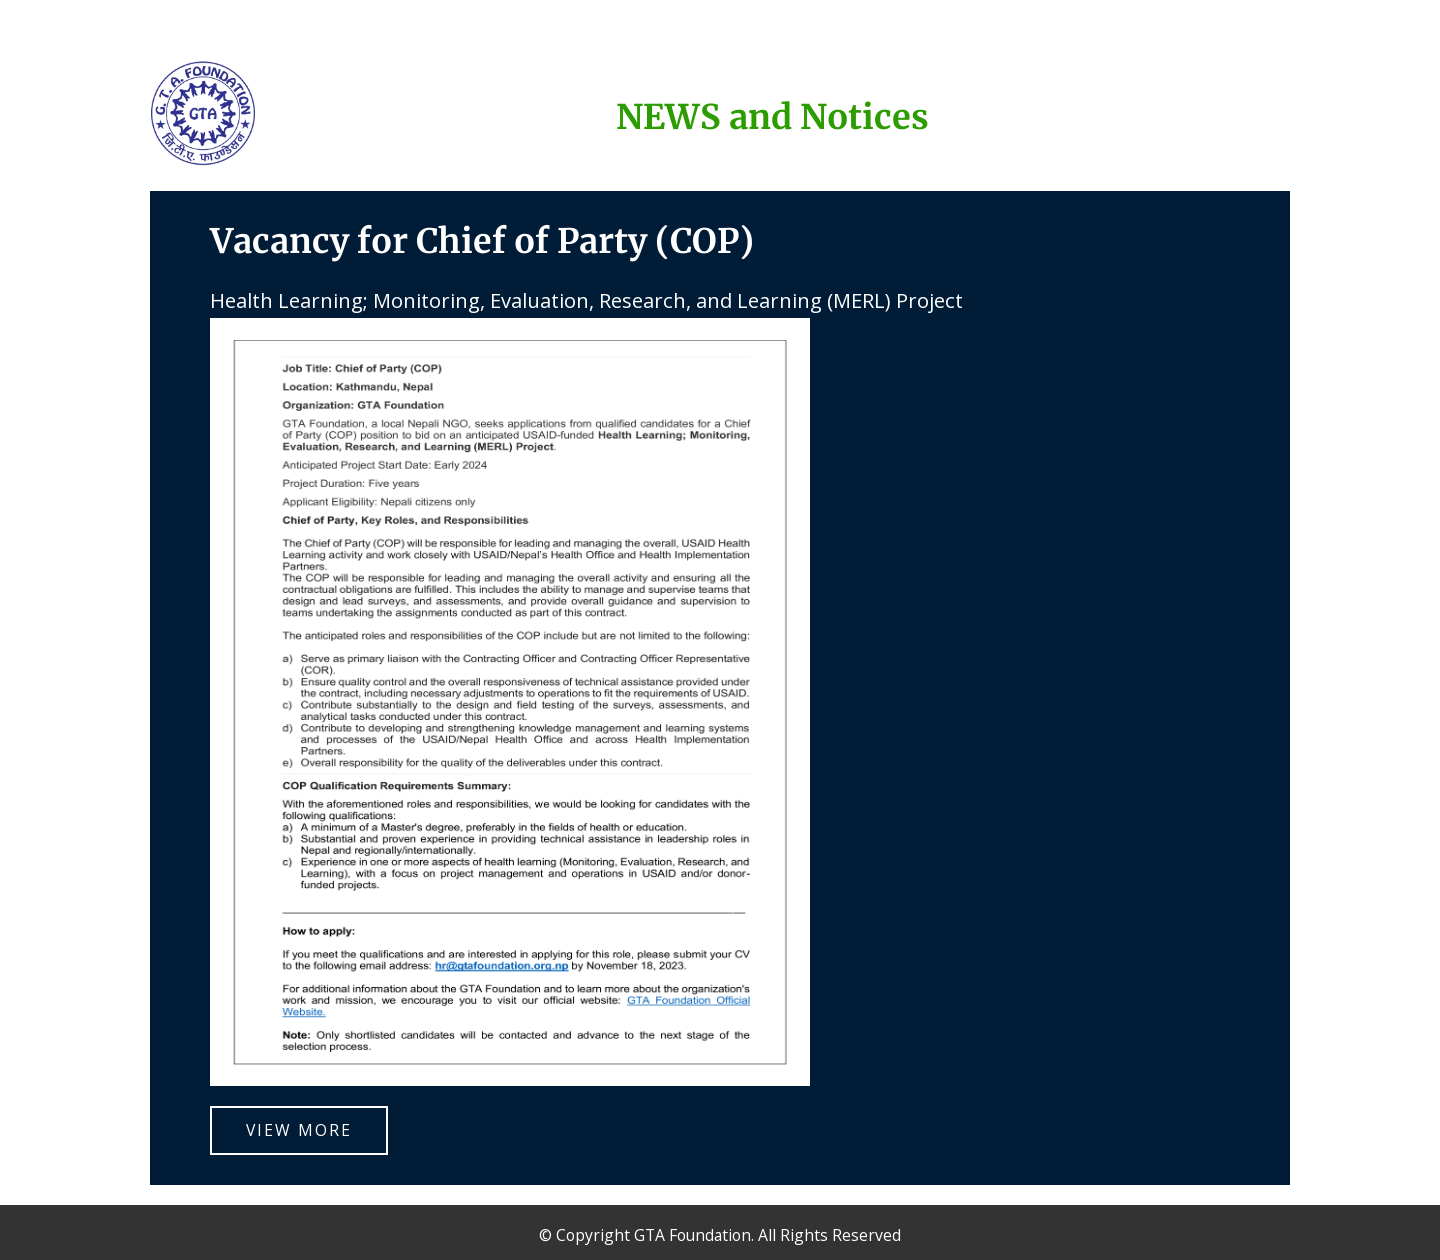 G. T. A. FOUNDATION
GTA
जि.टी.ए. फाउण्डेसन
NEWS and Notices
Vacancy for Chief of Party (COP)
Health Learning; Monitoring, Evaluation, Research, and Learning (MERL) Project
Job Title: Chief of Party (COP)
Location: Kathmandu, Nepal
Organization: GTA Foundation
GTA Foundation, a local Nepali NGO, seeks applications from qualified candidates for a Chief
of Party (COP) position to bid on an anticipated USAID-funded Health Learning; Monitoring,
Evaluation, Research, and Learning (MERL) Project.
Anticipated Project Start Date: Early 2024
Project Duration: Five years
Applicant Eligibility: Nepali citizens only
Chief of Party, Key Roles, and Responsibilities
The Chief of Party (COP) will be responsible for leading and managing the overall, USAID Health
Learning activity and work closely with USAID/Nepal's Health Office and Health Implementation
Partners.
The COP will be responsible for leading and managing the overall activity and ensuring all the
contractual obligations are fulfilled. This includes the ability to manage and supervise teams that
design and lead surveys, and assessments, and provide overall guidance and supervision to
teams undertaking the assignments conducted as part of this contract.
The anticipated roles and responsibilities of the COP include but are not limited to the following:
a) Serve as primary liaison with the Contracting Officer and Contracting Officer Representative
(COR).
b) Ensure quality control and the overall responsiveness of technical assistance provided under
the contract, including necessary adjustments to operations to fit the requirements of USAID.
c) Contribute substantially to the design and field testing of the surveys, assessments, and
analytical tasks conducted under this contract.
d) Contribute to developing and strengthening knowledge management and learning systems
and processes of the USAID/Nepal Health Office and across Health Implementation
Partners.
e) Overall responsibility for the quality of the deliverables under this contract.
COP Qualification Requirements Summary:
With the aforementioned roles and responsibilities, we would be looking for candidates with the
following qualifications:
a) A minimum of a Master's degree, preferably in the fields of health or education.
b) Substantial and proven experience in providing technical assistance in leadership roles in
Nepal and regionally/internationally.
c) Experience in one or more aspects of health learning (Monitoring, Evaluation, Research, and
Learning), with a focus on project management and operations in USAID and/or donor-
funded projects.
How to apply:
If you meet the qualifications and are interested in applying for this role, please submit your CV
to the following email address: hr@gtafoundation.org.np by November 18, 2023.
For additional information about the GTA Foundation and to learn more about the organization's
work and mission, we encourage you to visit our official website: GTA Foundation Official
Website.
Note: Only shortlisted candidates will be contacted and advance to the next stage of the
selection process.
VIEW MORE
© Copyright GTA Foundation. All Rights Reserved